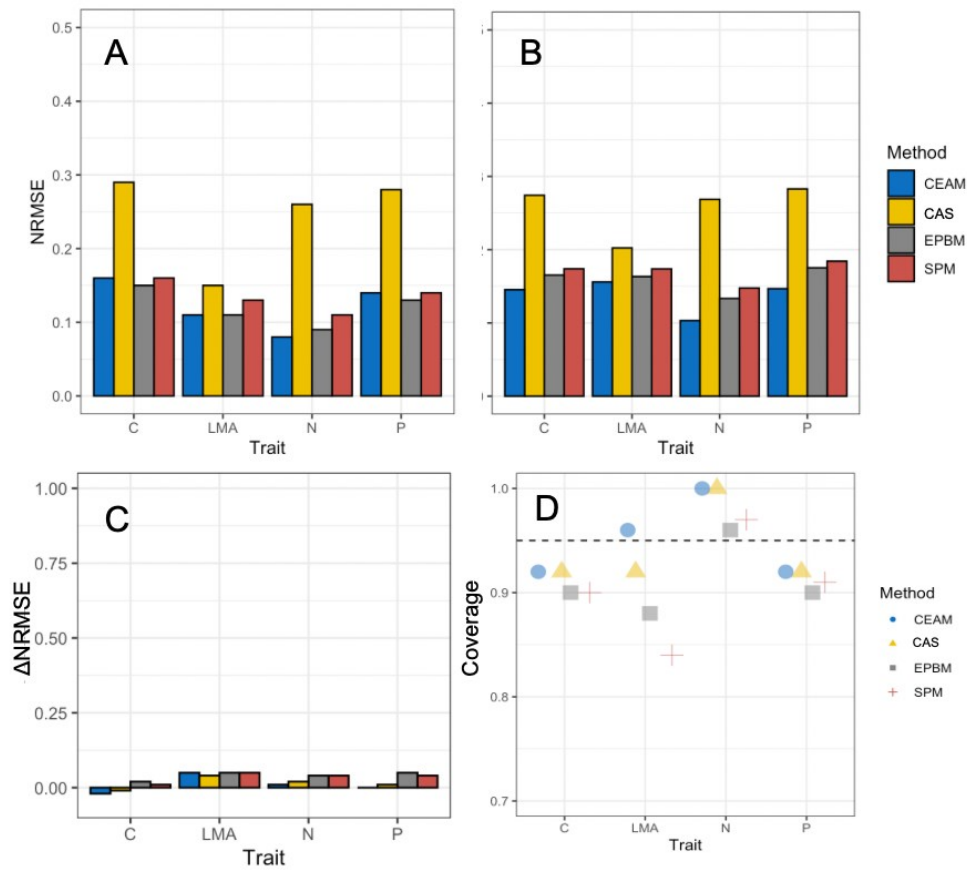 A
0.5
0.4
0.3
0.2
0.1
0.0
NRMSE
C LMA N P
Trait
B
C LMA N P
Trait
Method
CEAM
CAS
EPBM
SPM
C
1.00
0.75
0.50
0.25
0.00
ΔNRMSE
C LMA N P
Trait
D
1.0
0.9
0.8
0.7
Coverage
C LMA N P
Trait
Method
CEAM
CAS
EPBM
SPM